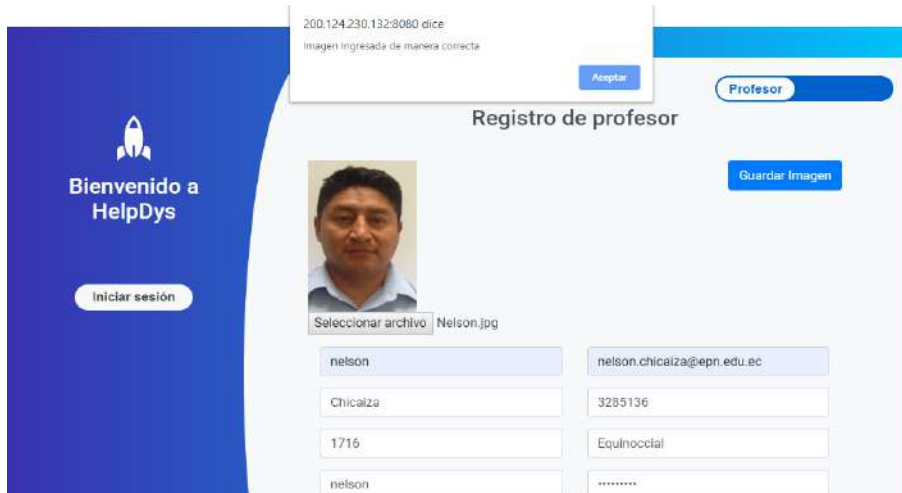 200.124.230.132:8080 dice
Imagen Ingresada de manera correcta
Aceptar
Profesor
Registro de profesor
Guardar Imagen
Bienvenido a
HelpDys
Iniciar sesión
Seleccionar archivo Nelson.jpg
nelson nelson.chicaiza@epn.edu.ec
Chicaiza 3285136
1716 Equinoccial
nelson ·········